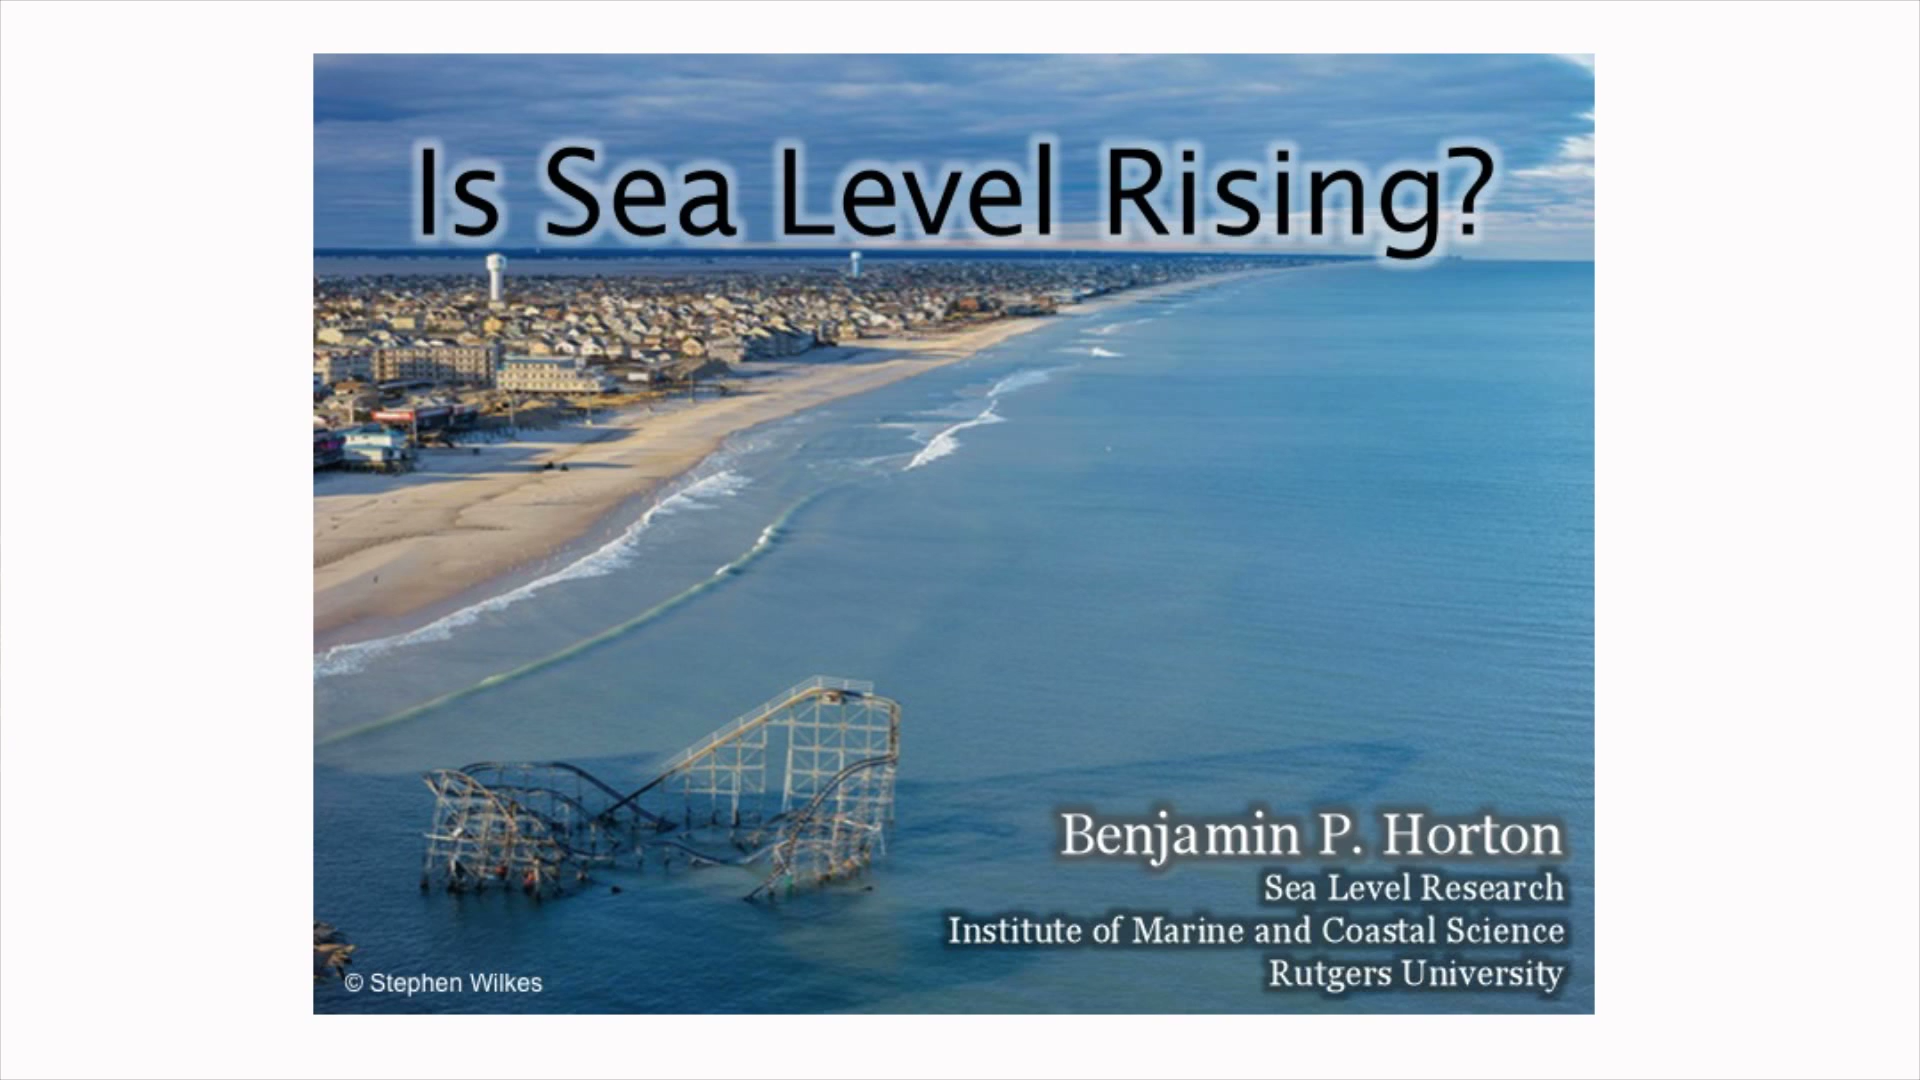 Is Sea Level Rising?
Benjamin P. Horton
Sea Level Research
Institute of Marine and Coastal Science
Rutgers University
© Stephen Wilkes